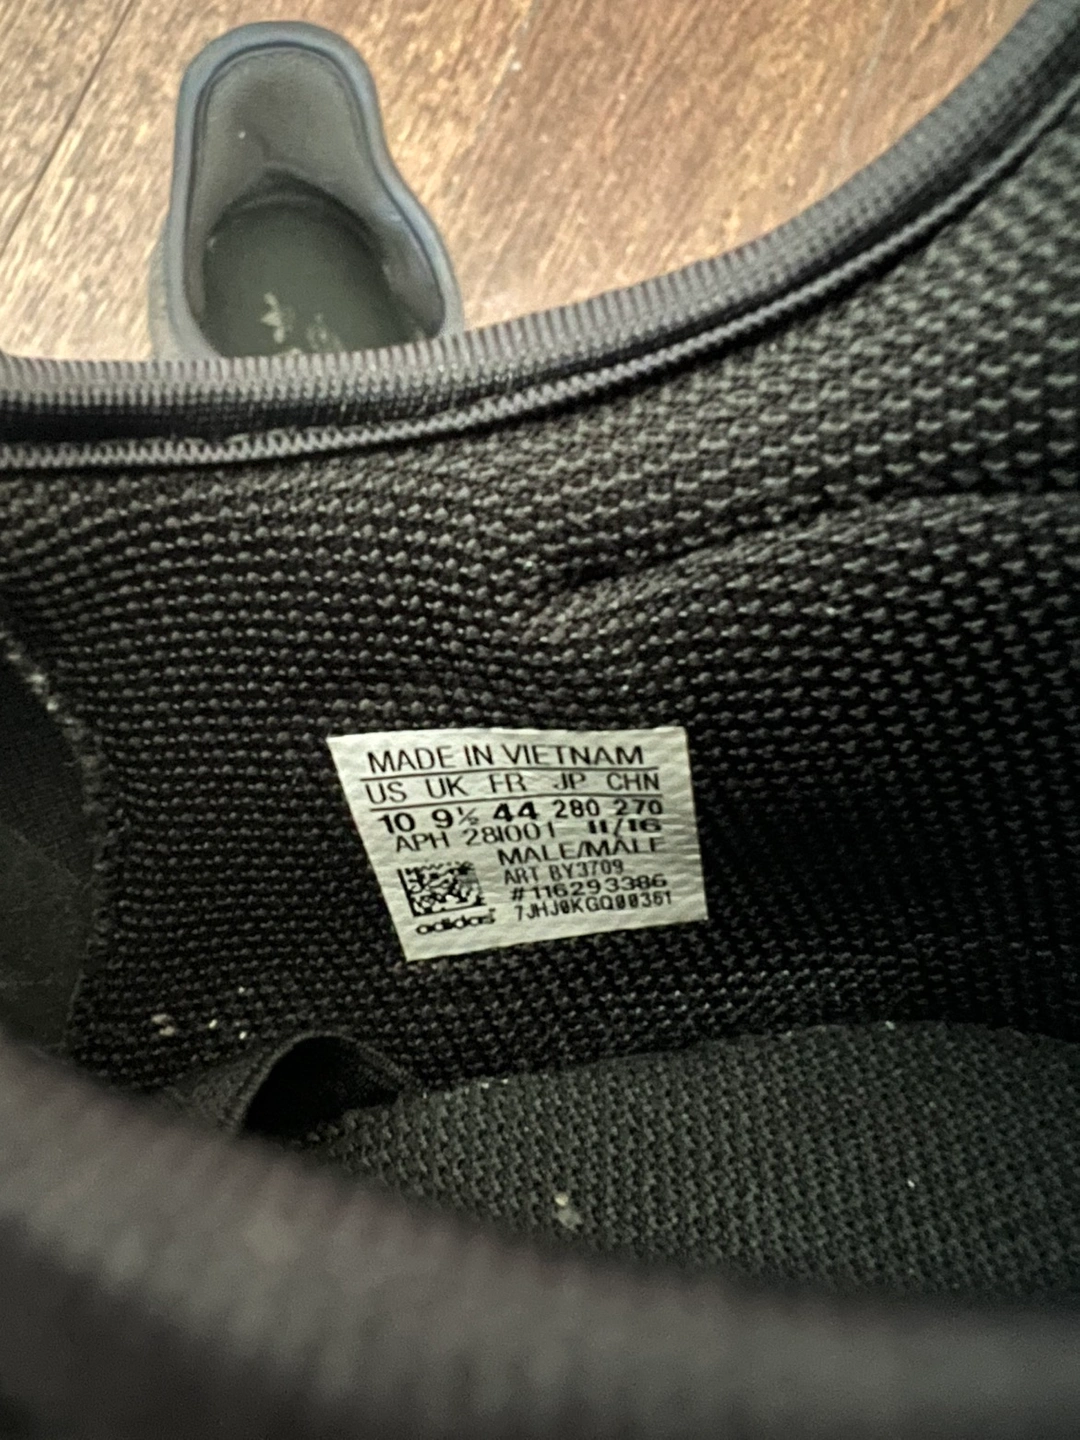 MADE IN VIETNAM
US UK FR JP CHN
10 9½ 44 280 270
APH 281001 11/16
MALE/MALE
ART BY3709
#116293386
7JHJ0KGQ00361
adidas